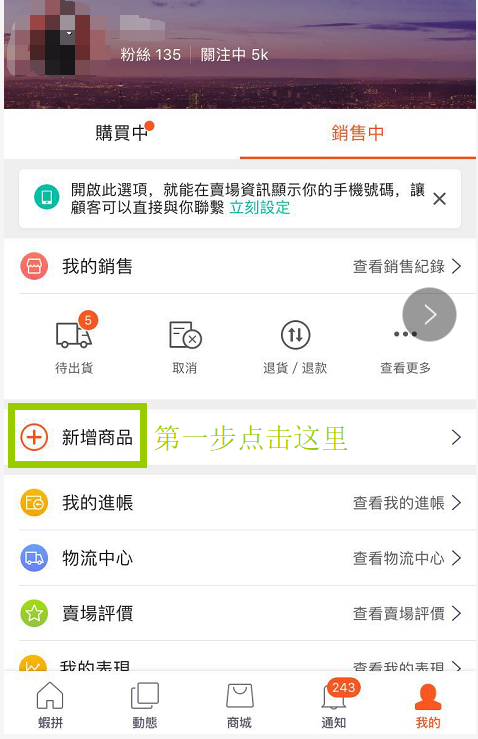 粉絲 135 關注中 5k
購買中 銷售中
開啟此選項，就能在賣場資訊顯示你的手機號碼，讓
顧客可以直接與你聯繫 立刻設定
我的銷售 查看銷售紀錄
5
待出貨 取消 退貨 / 退款 查看更多
新增商品 第一步点击这里
我的進帳 查看我的進帳
物流中心 查看物流中心
賣場評價 查看賣場評價
我的表現 查看我的表現
243
蝦拼 動態 商城 通知 我的